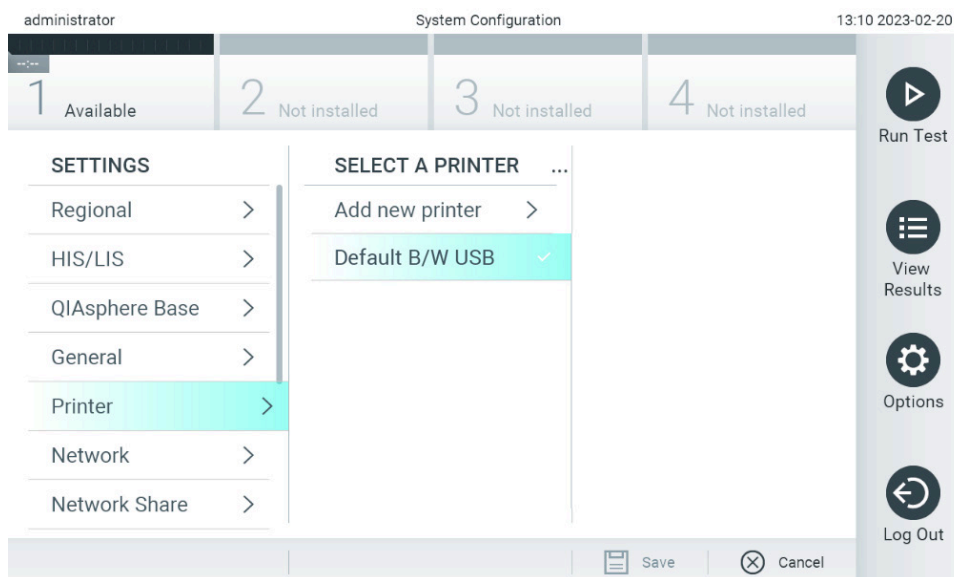 administrator System Configuration 13:10 2023-02-20
--:--
1 Available 2 Not installed 3 Not installed 4 Not installed
Run Test
SETTINGS
Regional
HIS/LIS
QIAsphere Base
General
Printer
Network
Network Share
SELECT A PRINTER ...
Add new printer
Default B/W USB
View
Results
Options
Log Out
Save Cancel